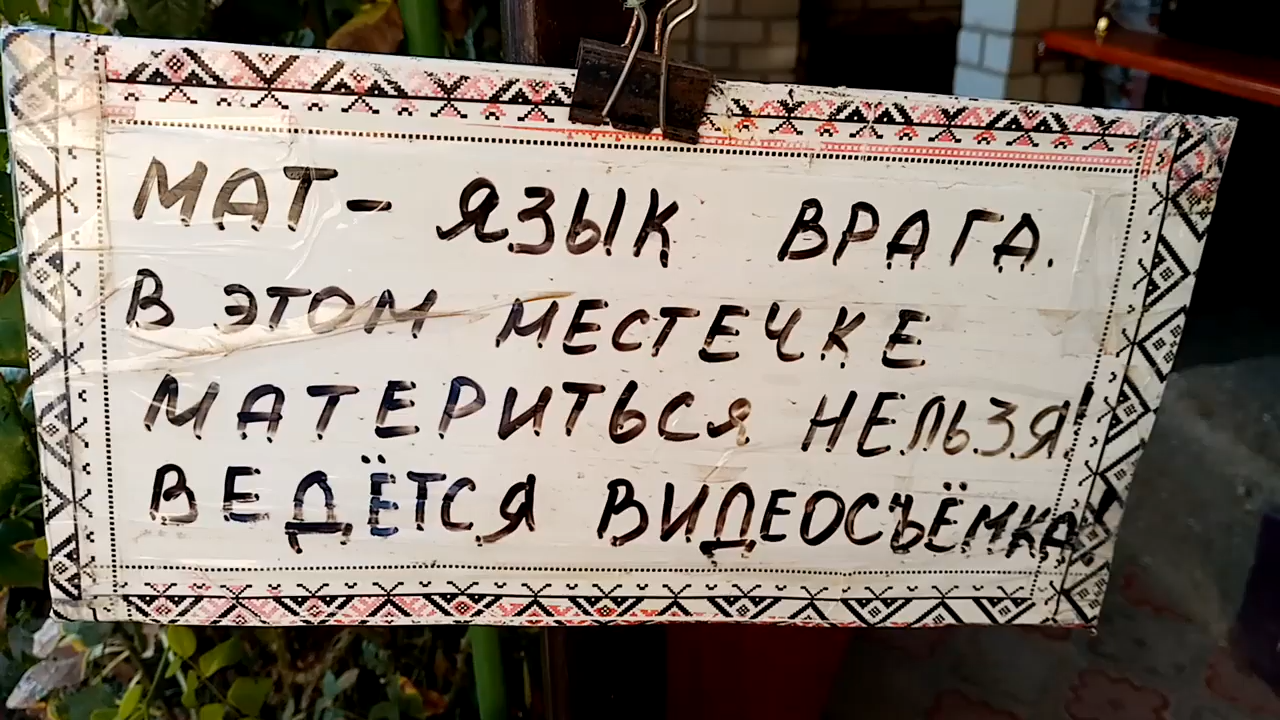 МАТ- ЯЗЫК ВРАГА.
В ЭТОМ МЕСТЕЧКЕ
МАТЕРИТЬСЯ НЕЛЬЗЯ!
ВЕДЁТСЯ ВИДЕОСЪЁМКА!